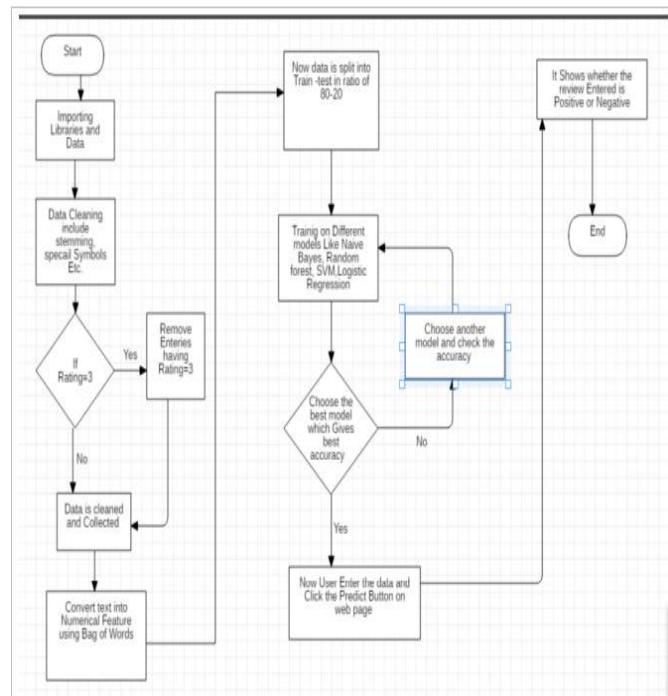 Start
Importing
Libraries and
Data
Data Cleaning
include
stemming,
specail Symbols
Etc.
If
Rating=3
Yes
Remove
Enteries
having
Rating=3
No
Data is cleaned
and Collected
Convert text into
Numerical Feature
using Bag of Words
Now data is split into
Train -test in ratio of
80-20
Trainig on Different
models Like Naive
Bayes, Random
forest, SVM,Logistic
Regression
Choose another
model and check the
accuracy
Choose the
best model
which Gives
best
accuracy
No
Yes
Now User Enter the data and
Click the Predict Button on
web page
It Shows whether the
review Entered is
Positive or Negative
End